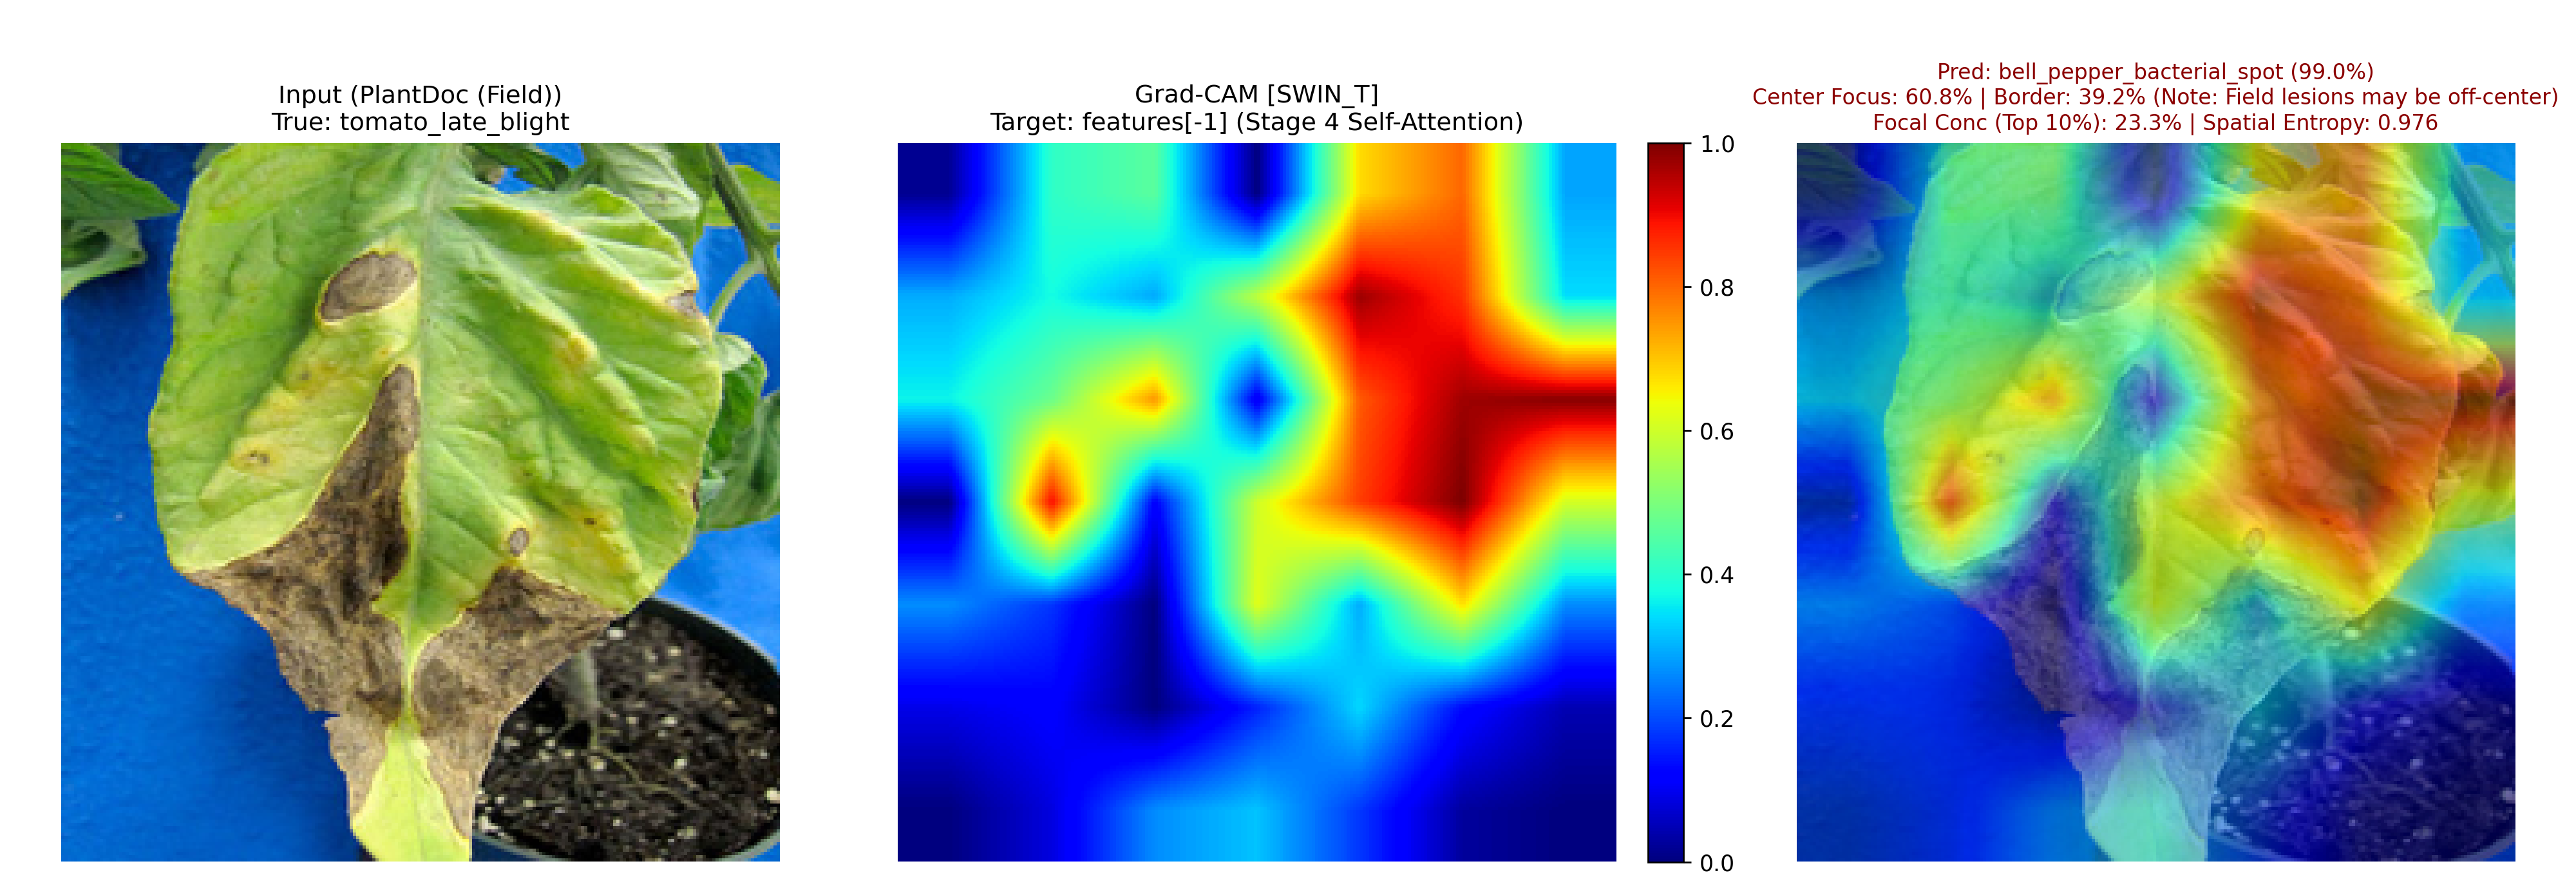 Input (PlantDoc (Field))
True: tomato_late_blight
Grad-CAM [SWIN_T]
Target: features[-1] (Stage 4 Self-Attention)
1.0
0.8
0.6
0.4
0.2
0.0
Pred: bell_pepper_bacterial_spot (99.0%)
Center Focus: 60.8% | Border: 39.2% (Note: Field lesions may be off-center)
Focal Conc (Top 10%): 23.3% | Spatial Entropy: 0.976